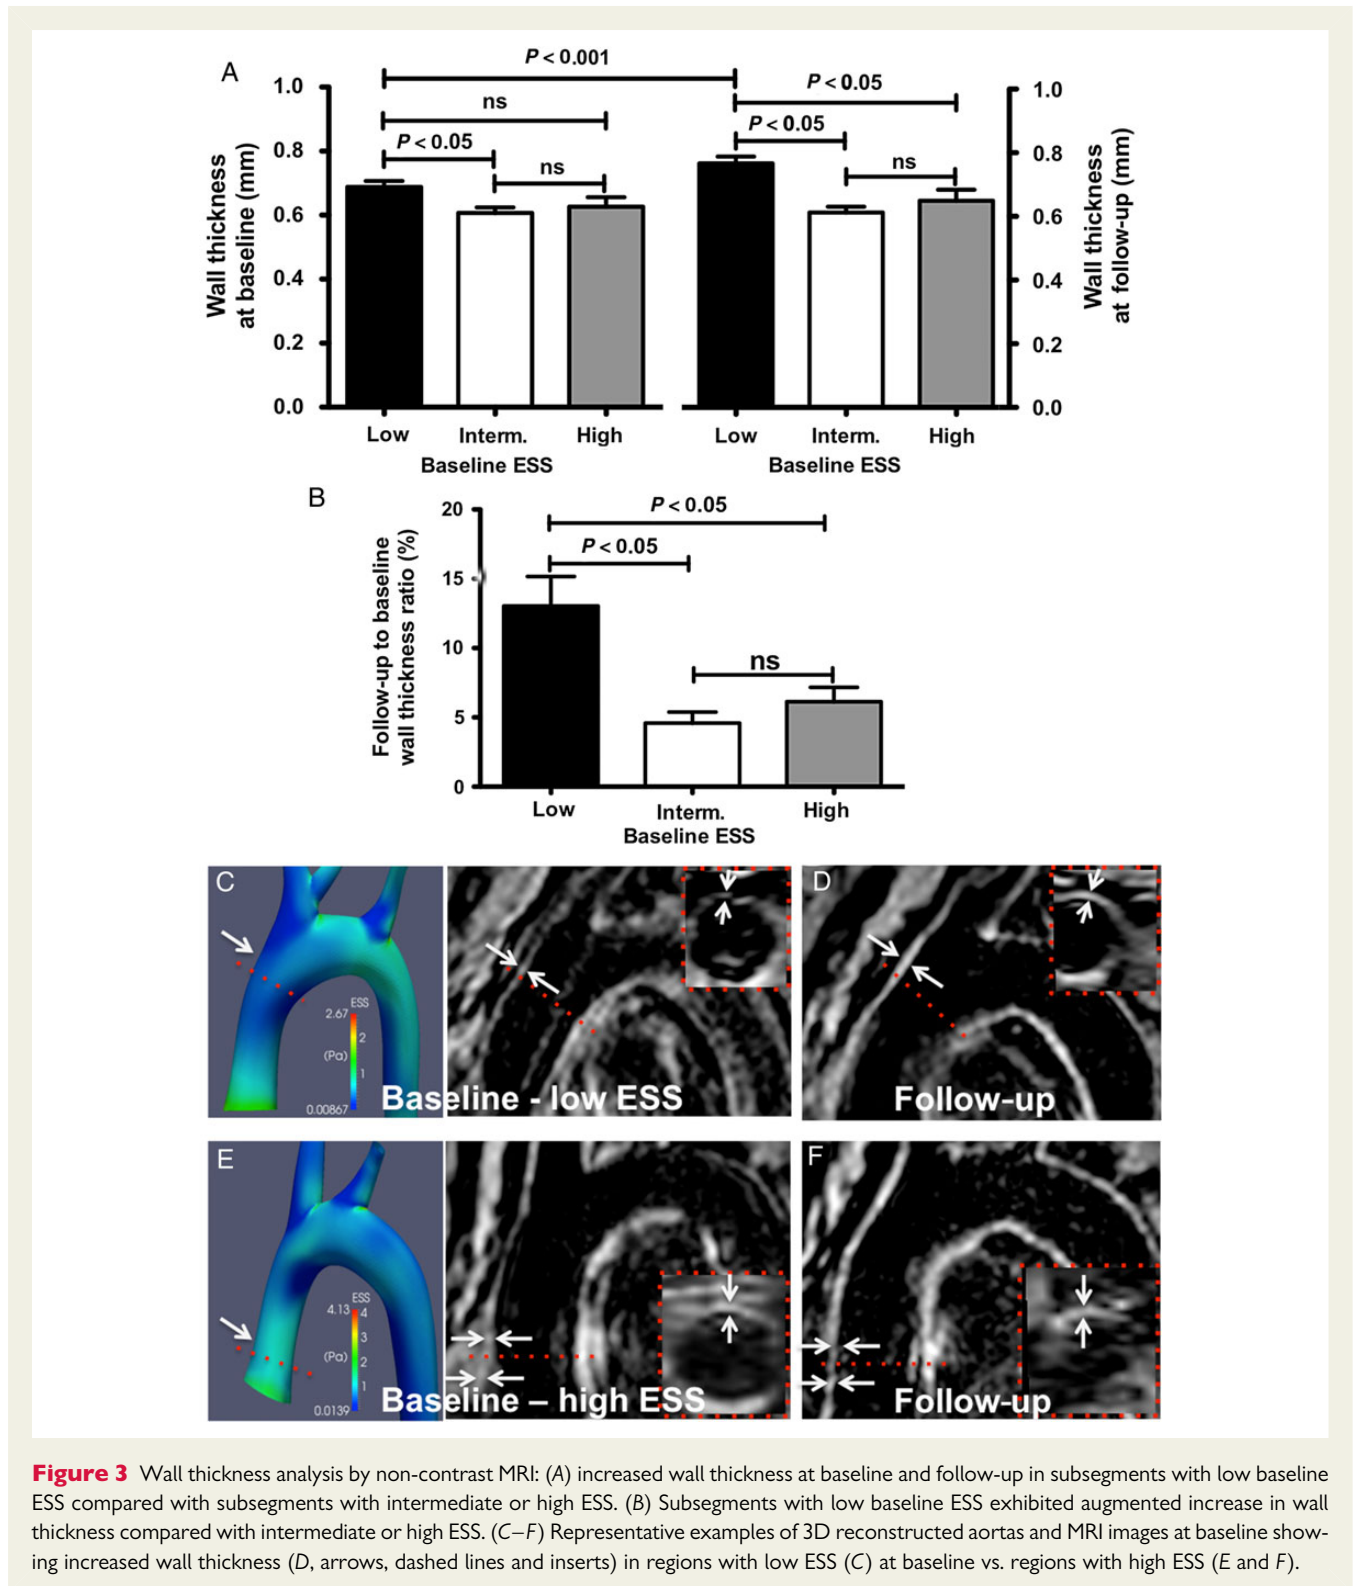 A
P < 0.001
P < 0.05
ns
P < 0.05
P < 0.05
ns
ns
1.0
0.8
0.6
0.4
0.2
0.0
Wall thickness
at baseline (mm)
1.0
0.8
0.6
0.4
0.2
0.0
Wall thickness
at follow-up (mm)
Low Interm. High
Baseline ESS
Low Interm. High
Baseline ESS
B
P < 0.05
P < 0.05
ns
20
15
10
5
0
Follow-up to baseline
wall thickness ratio (%)
Low Interm. High
Baseline ESS
C
ESS
2.67
2
(Pa)
1
0.00867
Baseline - low ESS
D
Follow-up
E
ESS
4.13 4
3
(Pa) 2
1
0.0139
Baseline – high ESS
F
Follow-up
Figure 3 Wall thickness analysis by non-contrast MRI: (A) increased wall thickness at baseline and follow-up in subsegments with low baseline
ESS compared with subsegments with intermediate or high ESS. (B) Subsegments with low baseline ESS exhibited augmented increase in wall
thickness compared with intermediate or high ESS. (C–F) Representative examples of 3D reconstructed aortas and MRI images at baseline show-
ing increased wall thickness (D, arrows, dashed lines and inserts) in regions with low ESS (C) at baseline vs. regions with high ESS (E and F).